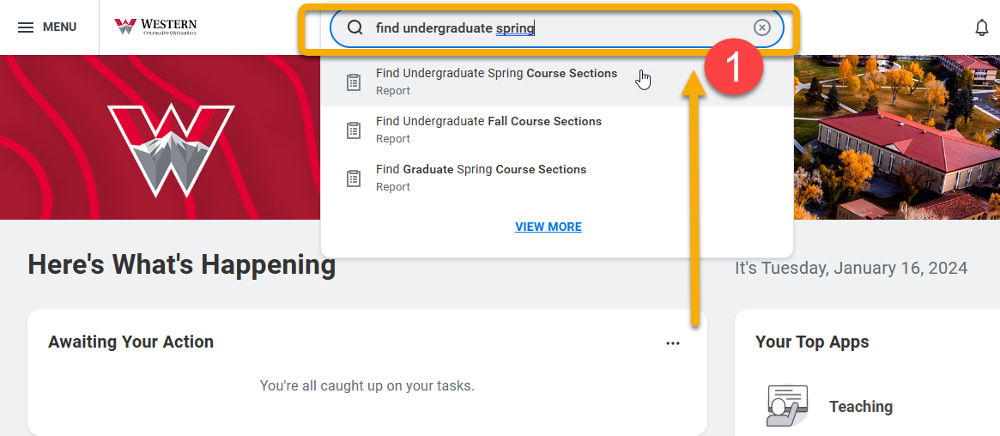 MENU
WESTERN
COLORADO UNIVERSITY
find undergraduate spring
1
Find Undergraduate Spring Course Sections
Report
Find Undergraduate Fall Course Sections
Report
Find Graduate Spring Course Sections
Report
VIEW MORE
W
Here's What's Happening
It's Tuesday, January 16, 2024
Awaiting Your Action
You're all caught up on your tasks.
Your Top Apps
Teaching